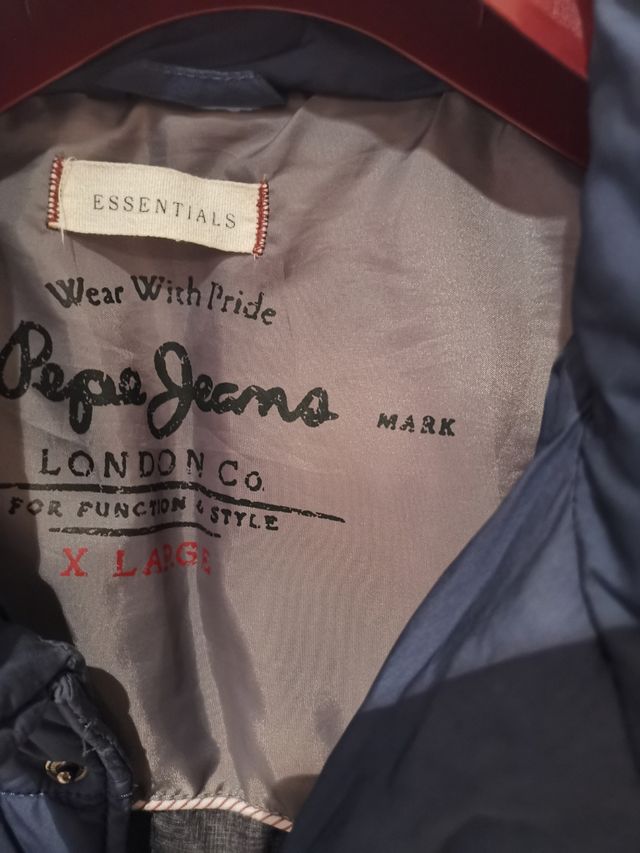 ESSENTIALS
Wear With Pride
Pepe Jeans
MARK
LONDON Co.
FOR FUNCTION & STYLE
X LARGE